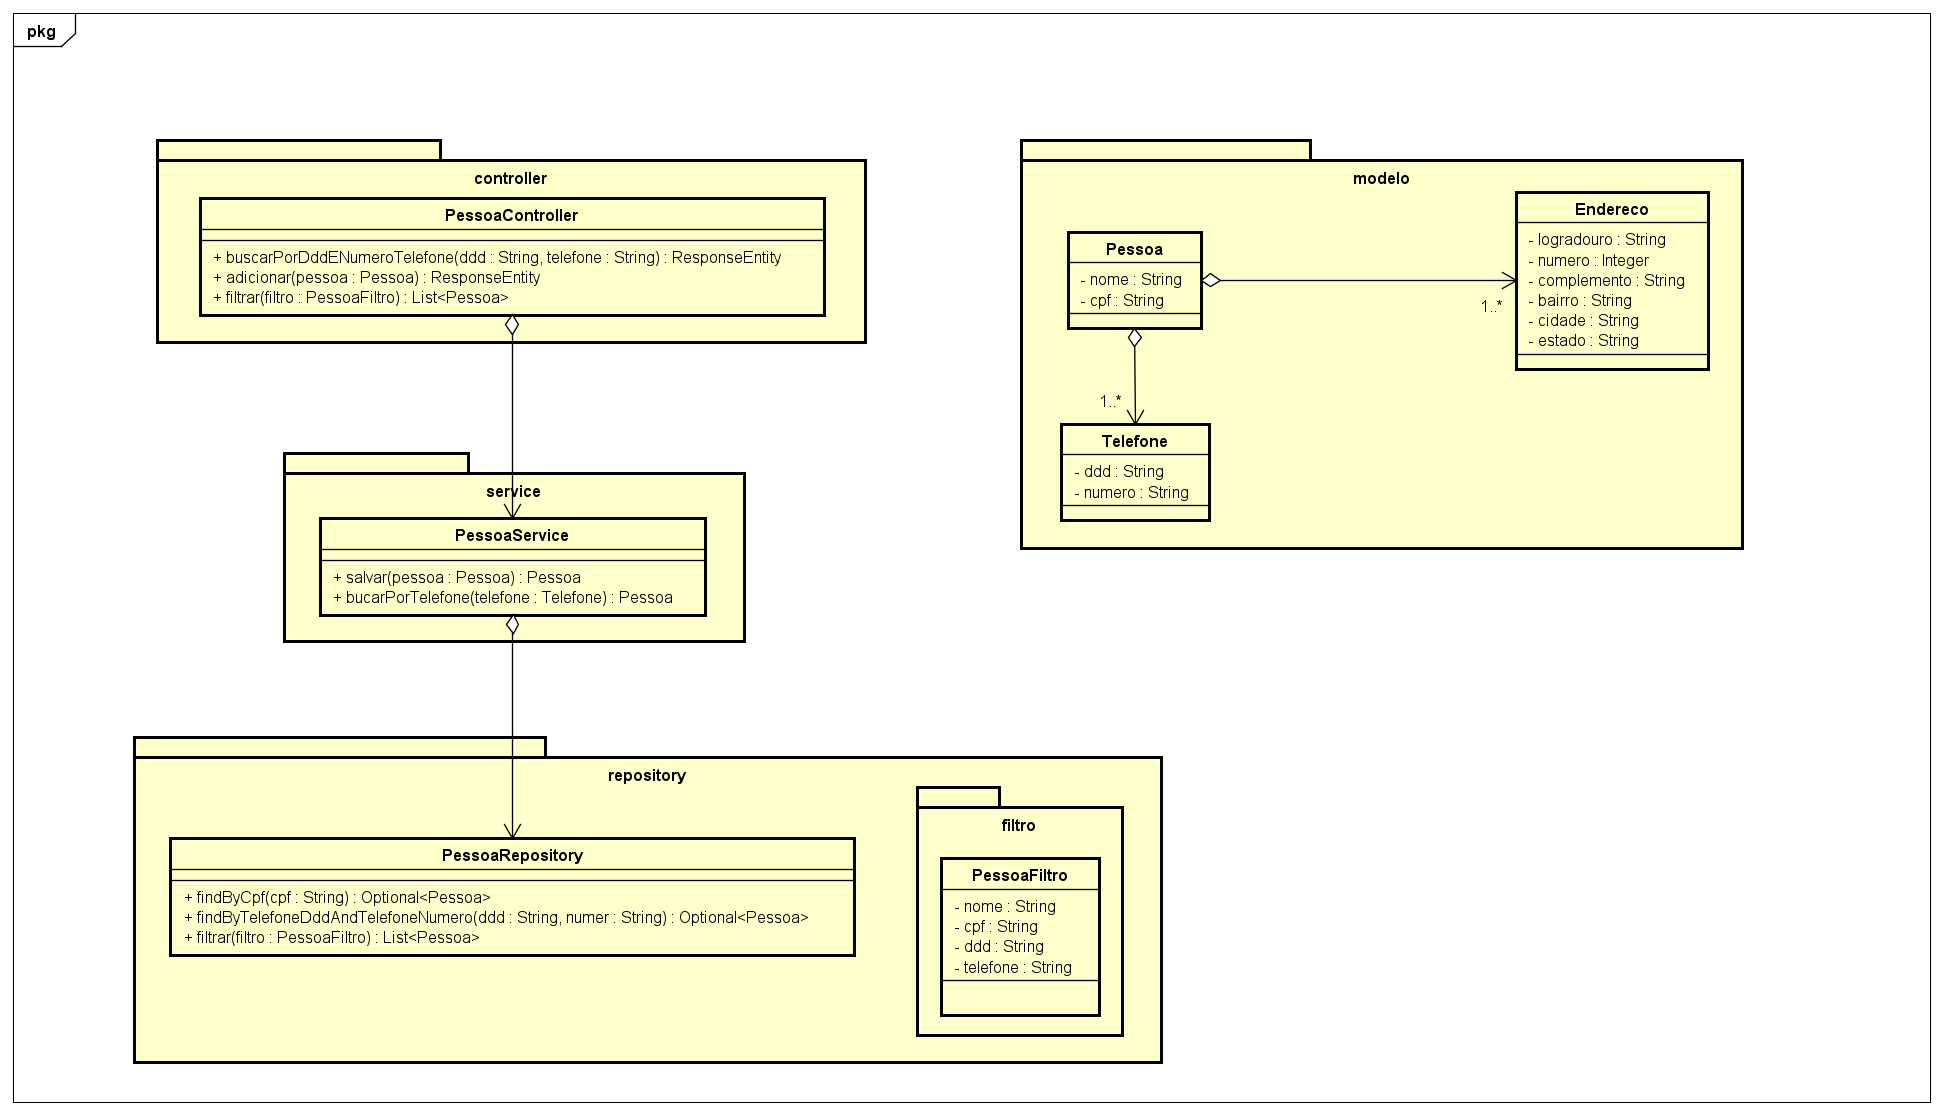 pkg
controller
PessoaController
+ buscarPorDddENumeroTelefone(ddd : String, telefone : String) : ResponseEntity
+ adicionar(pessoa : Pessoa) : ResponseEntity
+ filtrar(filtro : PessoaFiltro) : List<Pessoa>
modelo
Pessoa
- nome : String
- cpf : String
1..*
Endereco
- logradouro : String
- numero : Integer
- complemento : String
- bairro : String
- cidade : String
- estado : String
1..*
Telefone
- ddd : String
- numero : String
service
PessoaService
+ salvar(pessoa : Pessoa) : Pessoa
+ bucarPorTelefone(telefone : Telefone) : Pessoa
repository
PessoaRepository
+ findByCpf(cpf : String) : Optional<Pessoa>
+ findByTelefoneDddAndTelefoneNumero(ddd : String, numer : String) : Optional<Pessoa>
+ filtrar(filtro : PessoaFiltro) : List<Pessoa>
filtro
PessoaFiltro
- nome : String
- cpf : String
- ddd : String
- telefone : String